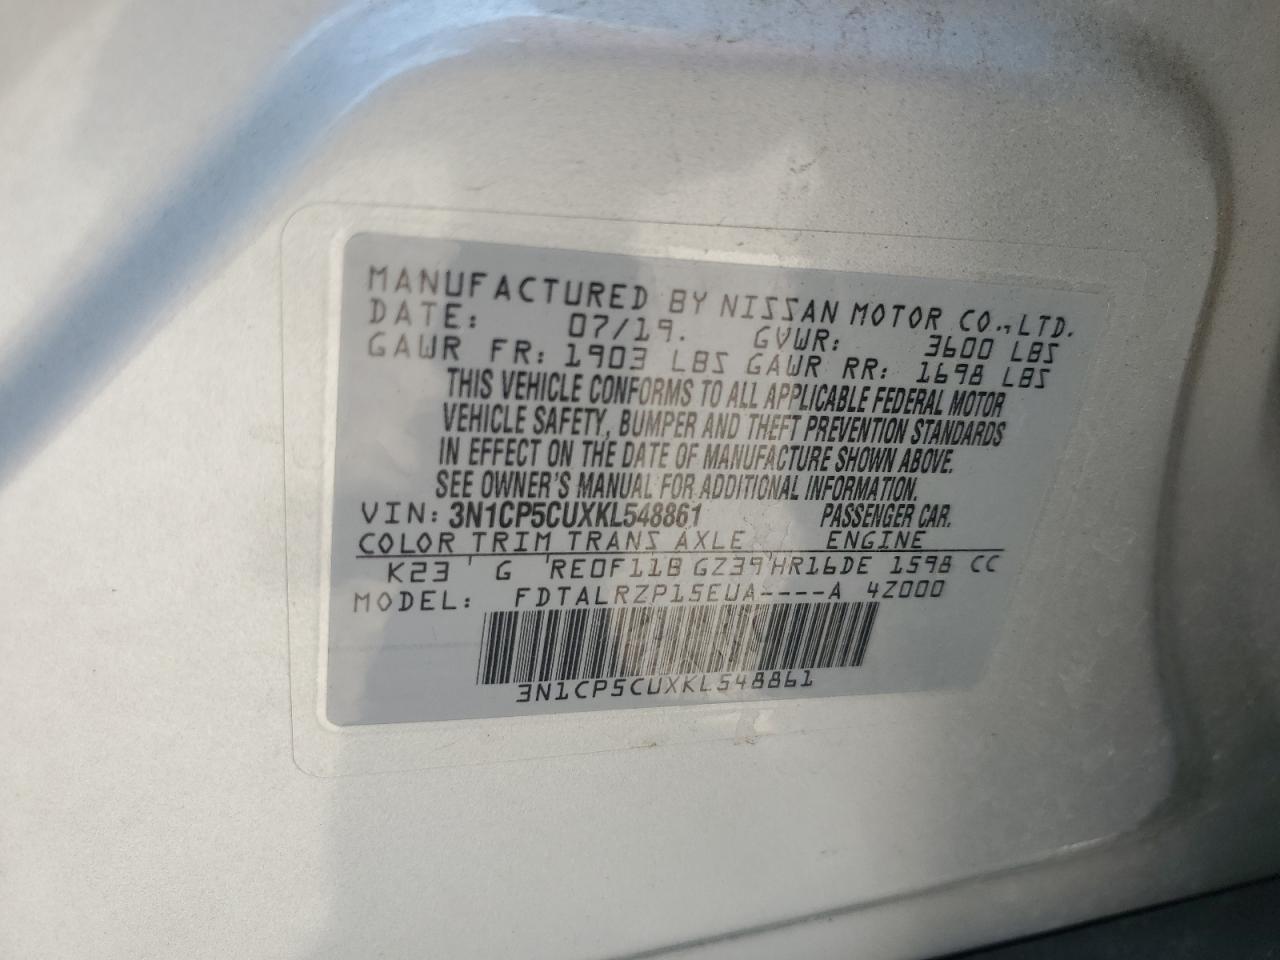 MANUFACTURED BY NISSAN MOTOR CO., LTD.
DATE: 07/19. GVWR: 3600 LBS
GAWR FR: 1903 LBS GAWR RR: 1698 LBS
THIS VEHICLE CONFORMS TO ALL APPLICABLE FEDERAL MOTOR
VEHICLE SAFETY, BUMPER AND THEFT PREVENTION STANDARDS
IN EFFECT ON THE DATE OF MANUFACTURE SHOWN ABOVE.
SEE OWNER'S MANUAL FOR ADDITIONAL INFORMATION.
VIN: 3N1CP5CUXKL548861 PASSENGER CAR.
COLOR TRIM TRANS AXLE ENGINE
K23 ' G 'RE0F11B GZ39'HR16DE 1598 CC
MODEL: FDTALRZP15EUA----A 4Z000
3N1CP5CUXKL548861